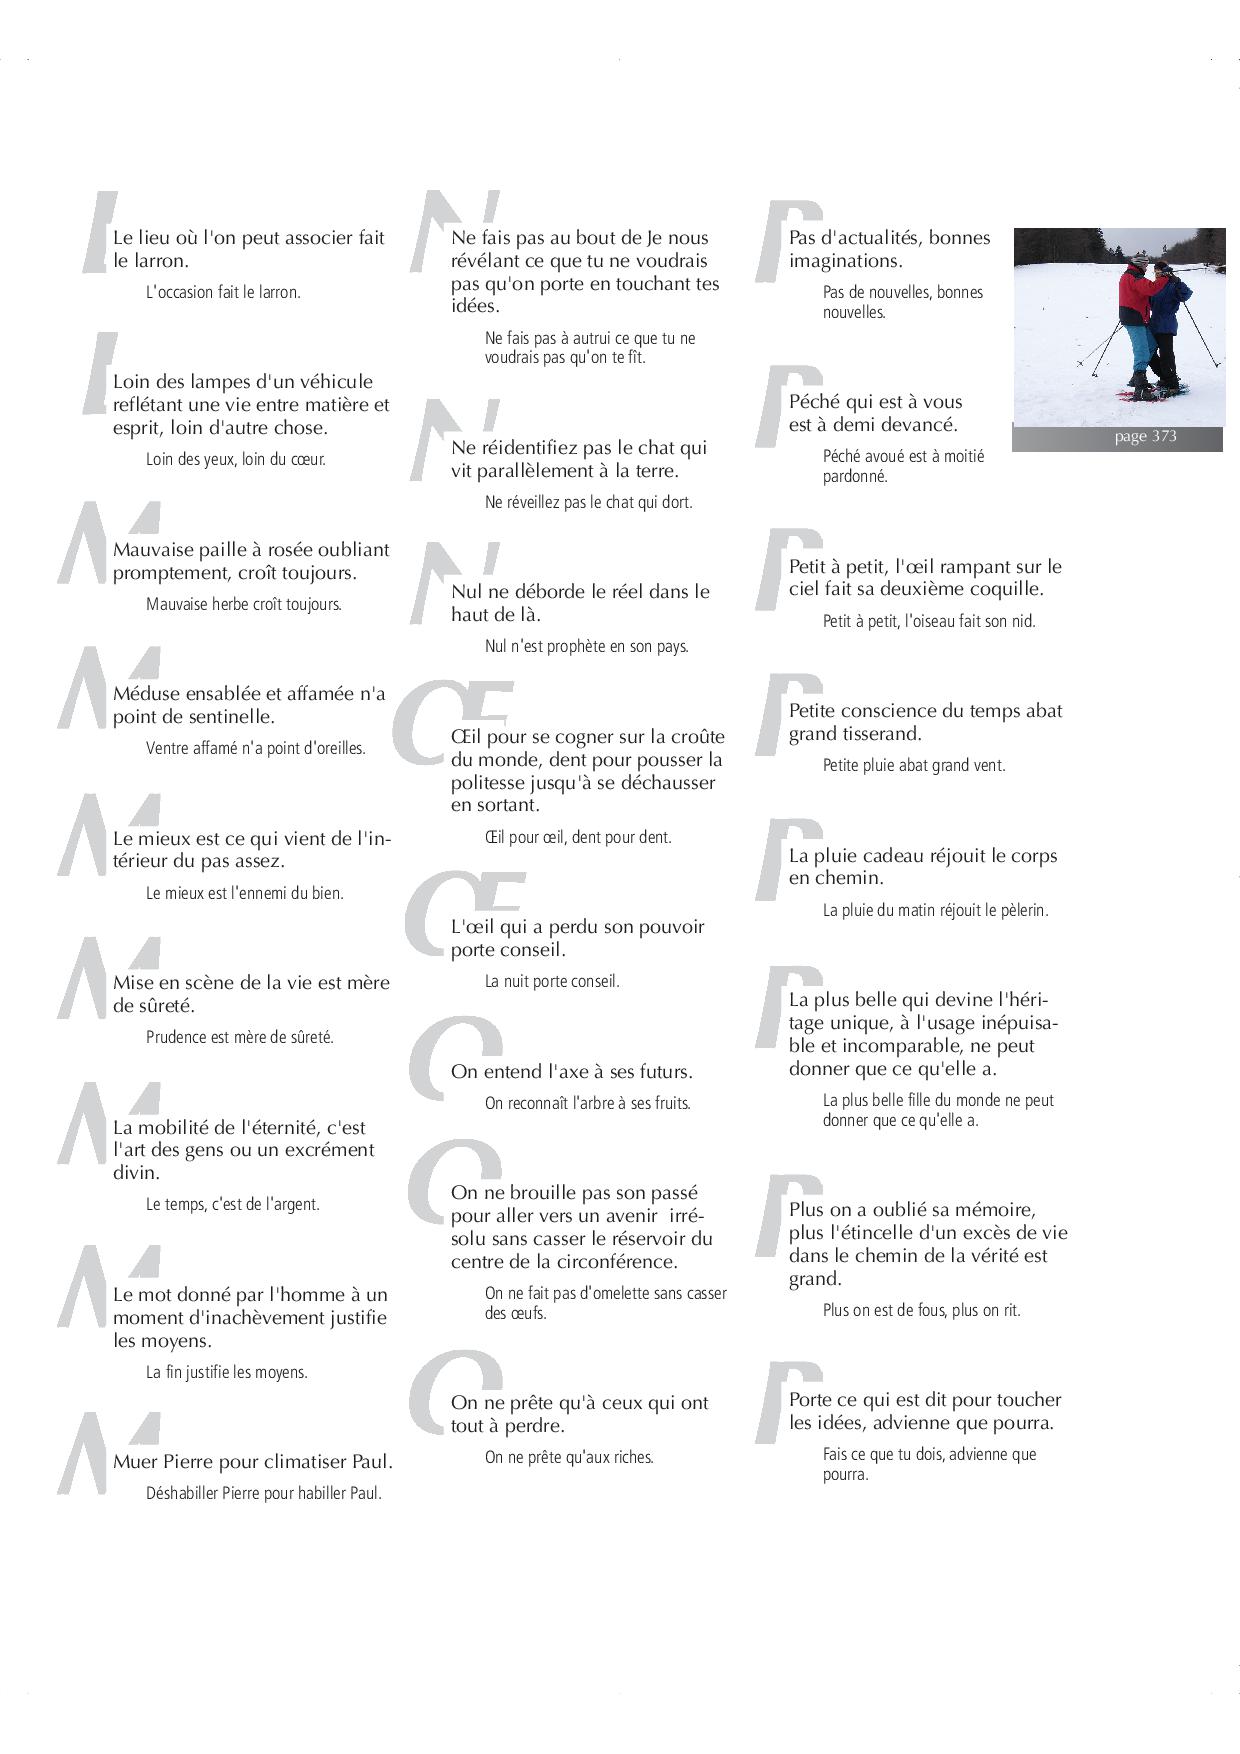 L
Le lieu où l'on peut associer fait
le larron.
L'occasion fait le larron.
L
Loin des lampes d'un véhicule
reflétant une vie entre matière et
esprit, loin d'autre chose.
Loin des yeux, loin du cœur.
M
Mauvaise paille à rosée oubliant
promptement, croît toujours.
Mauvaise herbe croît toujours.
M
Méduse ensablée et affamée n'a
point de sentinelle.
Ventre affamé n'a point d'oreilles.
M
Le mieux est ce qui vient de l'in-
térieur du pas assez.
Le mieux est l'ennemi du bien.
M
Mise en scène de la vie est mère
de sûreté.
Prudence est mère de sûreté.
M
La mobilité de l'éternité, c'est
l'art des gens ou un excrément
divin.
Le temps, c'est de l'argent.
M
Le mot donné par l'homme à un
moment d'inachèvement justifie
les moyens.
La fin justifie les moyens.
M
Muer Pierre pour climatiser Paul.
Déshabiller Pierre pour habiller Paul.
N
Ne fais pas au bout de Je nous
révélant ce que tu ne voudrais
pas qu'on porte en touchant tes
idées.
Ne fais pas à autrui ce que tu ne
voudrais pas qu'on te fît.
N
Ne réidentifiez pas le chat qui
vit parallèlement à la terre.
Ne réveillez pas le chat qui dort.
N
Nul ne déborde le réel dans le
haut de là.
Nul n'est prophète en son pays.
Œ
Œil pour se cogner sur la croûte
du monde, dent pour pousser la
politesse jusqu'à se déchausser
en sortant.
Œil pour œil, dent pour dent.
Œ
L'œil qui a perdu son pouvoir
porte conseil.
La nuit porte conseil.
O
On entend l'axe à ses futurs.
On reconnaît l'arbre à ses fruits.
O
On ne brouille pas son passé
pour aller vers un avenir irré-
solu sans casser le réservoir du
centre de la circonférence.
On ne fait pas d'omelette sans casser
des œufs.
O
On ne prête qu'à ceux qui ont
tout à perdre.
On ne prête qu'aux riches.
P
Pas d'actualités, bonnes
imaginations.
Pas de nouvelles, bonnes
nouvelles.
P
Péché qui est à vous
est à demi devancé.
Péché avoué est à moitié
pardonné.
P
Petit à petit, l'œil rampant sur le
ciel fait sa deuxième coquille.
Petit à petit, l'oiseau fait son nid.
P
Petite conscience du temps abat
grand tisserand.
Petite pluie abat grand vent.
P
La pluie cadeau réjouit le corps
en chemin.
La pluie du matin réjouit le pèlerin.
P
La plus belle qui devine l'héri-
tage unique, à l'usage inépuisa-
ble et incomparable, ne peut
donner que ce qu'elle a.
La plus belle fille du monde ne peut
donner que ce qu'elle a.
P
Plus on a oublié sa mémoire,
plus l'étincelle d'un excès de vie
dans le chemin de la vérité est
grand.
Plus on est de fous, plus on rit.
P
Porte ce qui est dit pour toucher
les idées, advienne que pourra.
Fais ce que tu dois, advienne que
pourra.
page 373